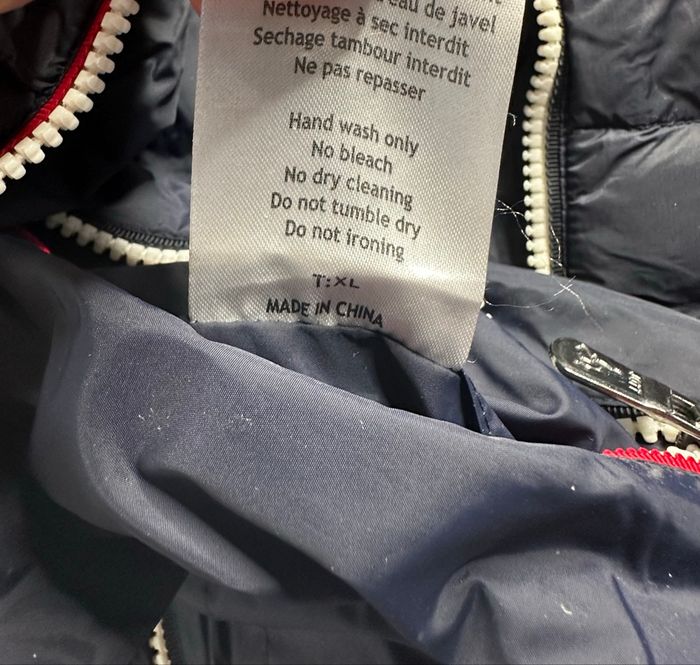 eau de javel
Nettoyage à sec interdit
Sechage tambour interdit
Ne pas repasser
Hand wash only
No bleach
No dry cleaning
Do not tumble dry
Do not ironing
T:XL
MADE IN CHINA